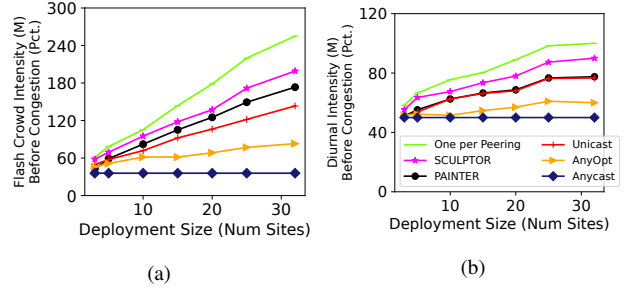 Flash Crowd Intensity (M)
Before Congestion (Pct.)
300
240
180
120
60
0
10
20
30
Deployment Size (Num Sites)
(a)
Diurnal Intensity (M)
Before Congestion (Pct.)
120
80
40
0
One per Peering
SCULPTOR
PAINTER
Unicast
AnyOpt
Anycast
10
20
30
Deployment Size (Num Sites)
(b)